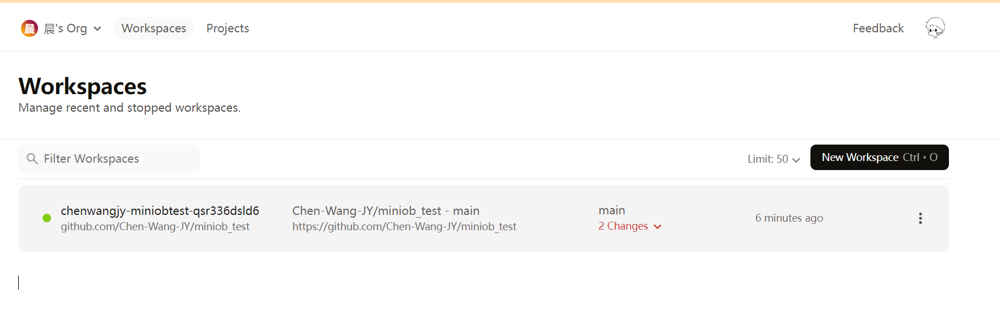 晨 晨's Org Workspaces Projects Feedback
Workspaces
Manage recent and stopped workspaces.
Filter Workspaces Limit: 50 New Workspace Ctrl + O
chenwangjy-miniobtest-qsr336dsld6 Chen-Wang-JY/miniob_test - main main 6 minutes ago
github.com/Chen-Wang-JY/miniob_test https://github.com/Chen-Wang-JY/miniob_test 2 Changes